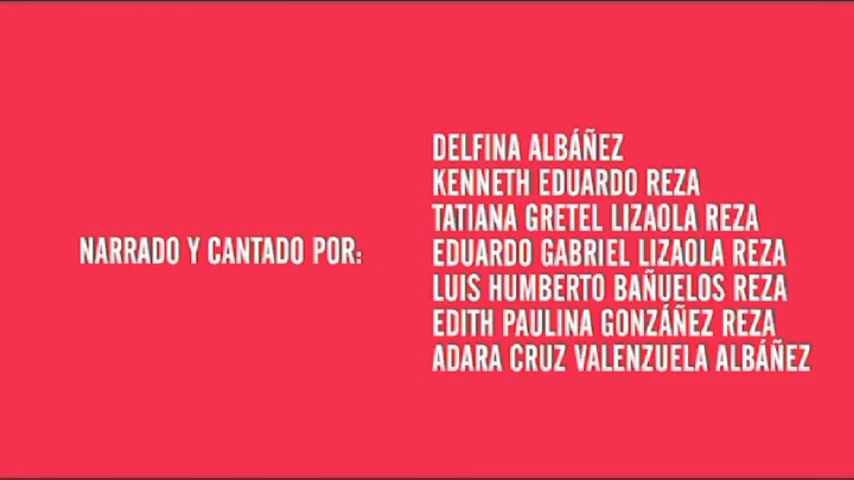 NARRADO Y CANTADO POR:
DELFINA ALBÁÑEZ
KENNETH EDUARDO REZA
TATIANA GRETEL LIZAOLA REZA
EDUARDO GABRIEL LIZAOLA REZA
LUIS HUMBERTO BAÑUELOS REZA
EDITH PAULINA GONZÁÑEZ REZA
ADARA CRUZ VALENZUELA ALBÁÑEZ